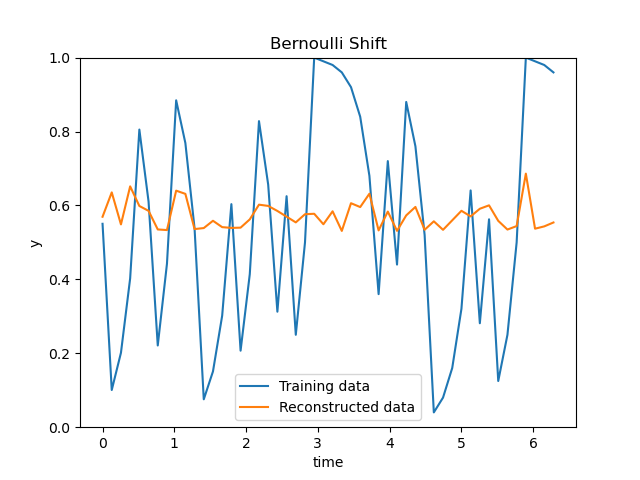 Bernoulli Shift
1.0
0.8
0.6
0.4
0.2
0.0
y
Training data
Reconstructed data
0 1 2 3 4 5 6
time